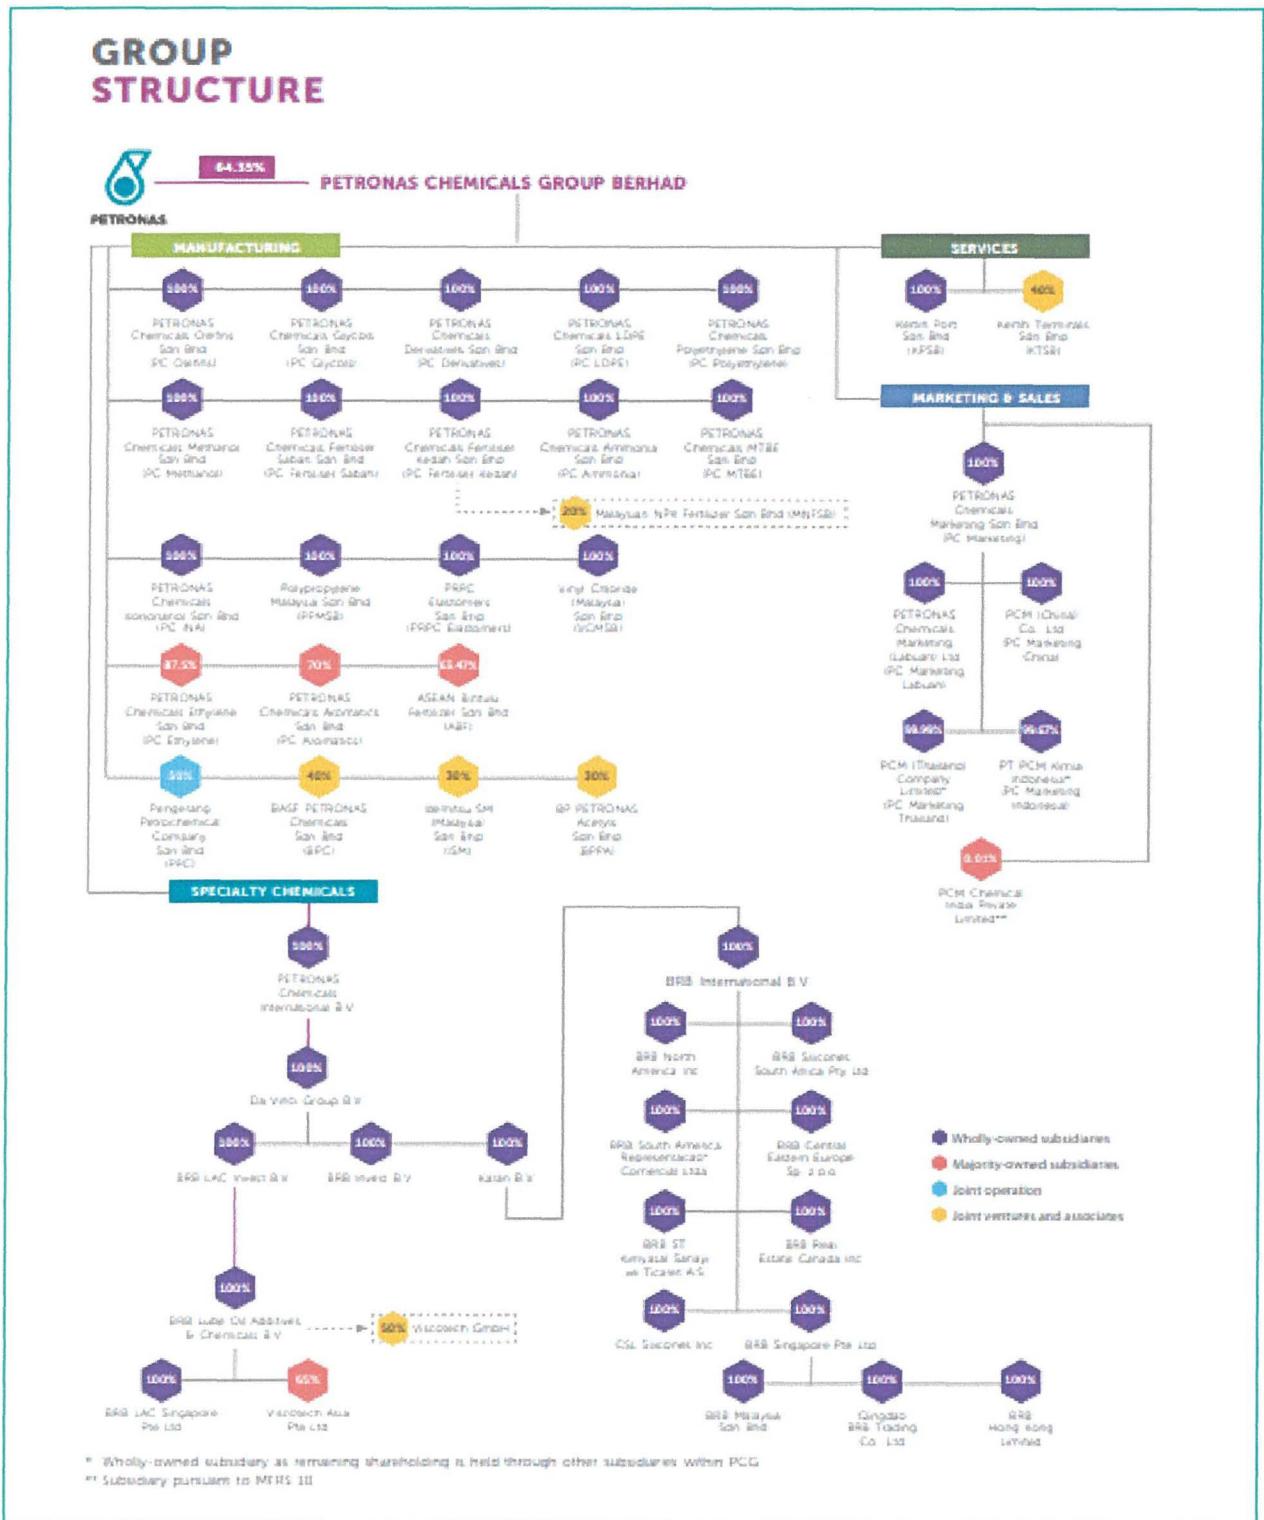 GROUP
STRUCTURE
64.35%
PETRONAS CHEMICALS GROUP BERHAD
PETRONAS
MANUFACTURING
100%
100%
100%
100%
100%
PETRONAS
Chemicals Olefins
Sdn Bhd
(PC Olefins)
PETRONAS
Chemicals Glycols
Sdn Bhd
(PC Glycols)
PETRONAS
Chemicals
Derivatives Sdn Bhd
(PC Derivatives)
PETRONAS
Chemicals LDPE
Sdn Bhd
(PC LDPE)
PETRONAS
Chemicals
Polyethylene Sdn Bhd
(PC Polyethylene)
100%
100%
100%
100%
100%
PETRONAS
Chemicals Methanol
Sdn Bhd
(PC Methanol)
PETRONAS
Chemicals Fertiliser
Sabah Sdn Bhd
(PC Fertiliser Sabah)
PETRONAS
Chemicals Fertiliser
Kedah Sdn Bhd
(PC Fertiliser Kedah)
PETRONAS
Chemicals Ammonia
Sdn Bhd
(PC Ammonia)
PETRONAS
Chemicals MTBE
Sdn Bhd
(PC MTBE)
20%
Malaysian NPK Fertilizer Sdn Bhd (MNFSB)
100%
100%
100%
100%
PETRONAS
Chemicals
Isononanol Sdn Bhd
(PC INA)
Polypropylene
Malaysia Sdn Bhd
(PPMSB)
PRPC
Elastomers
Sdn Bhd
(PRPC Elastomers)
Vinyl Chloride
(Malaysia)
Sdn Bhd
(VCMSB)
87.5%
70%
63.47%
PETRONAS
Chemicals Ethylene
Sdn Bhd
(PC Ethylene)
PETRONAS
Chemicals Aromatics
Sdn Bhd
(PC Aromatics)
ASEAN Bintulu
Fertilizer Sdn Bhd
(ABF)
50%
40%
30%
30%
Pengerang
Petrochemical
Company
Sdn Bhd
(PPC)
BASF PETRONAS
Chemicals
Sdn Bhd
(BPC)
Idemitsu SM
(Malaysia)
Sdn Bhd
(ISM)
BP PETRONAS
Acetyls
Sdn Bhd
(BPPA)
SERVICES
100%
40%
Kertih Port
Sdn Bhd
(KPSB)
Kertih Terminals
Sdn Bhd
(KTSB)
MARKETING & SALES
100%
PETRONAS
Chemicals
Marketing Sdn Bhd
(PC Marketing)
100%
100%
PETRONAS
Chemicals
Marketing
(Labuan) Ltd
(PC Marketing
Labuan)
PCM (China)
Co. Ltd
(PC Marketing
China)
99.99%
99.67%
PCM (Thailand)
Company
Limited*
(PC Marketing
Thailand)
PT PCM Kimia
Indonesia*
(PC Marketing
Indonesia)
0.01%
PCM Chemical
India Private
Limited**
SPECIALTY CHEMICALS
100%
PETRONAS
Chemicals
International B.V
100%
Da Vinci Group B.V
100%
100%
100%
BRB LAC Invest B.V
BRB Invest B.V
Kalan B.V
100%
BRB Lube Oil Additives
& Chemicals B.V
50%
Viscotech GmbH
100%
65%
BRB LAC Singapore
Pte Ltd
Viscotech Asia
Pte Ltd
100%
BRB International B.V
100%
100%
BRB North
America Inc
BRB Silicones
South Africa Pty Ltd
100%
100%
BRB South America
Representacao*
Comercial Ltda
BRB Central
Eastern Europe
Sp. z.o.o.
100%
100%
BRB ST
Kimyasal Sanayi
ve Ticaret A.S
BRB Real
Estate Canada Inc
100%
100%
CSL Silicones Inc
BRB Singapore Pte Ltd
100%
100%
100%
BRB Malaysia
Sdn Bhd
Qingdao
BRB Trading
Co. Ltd
BRB
Hong Kong
Limited
Wholly-owned subsidiaries
Majority-owned subsidiaries
Joint operation
Joint ventures and associates
* Wholly-owned subsidiary as remaining shareholding is held through other subsidiaries within PCG
** Subsidiary pursuant to MFRS 10